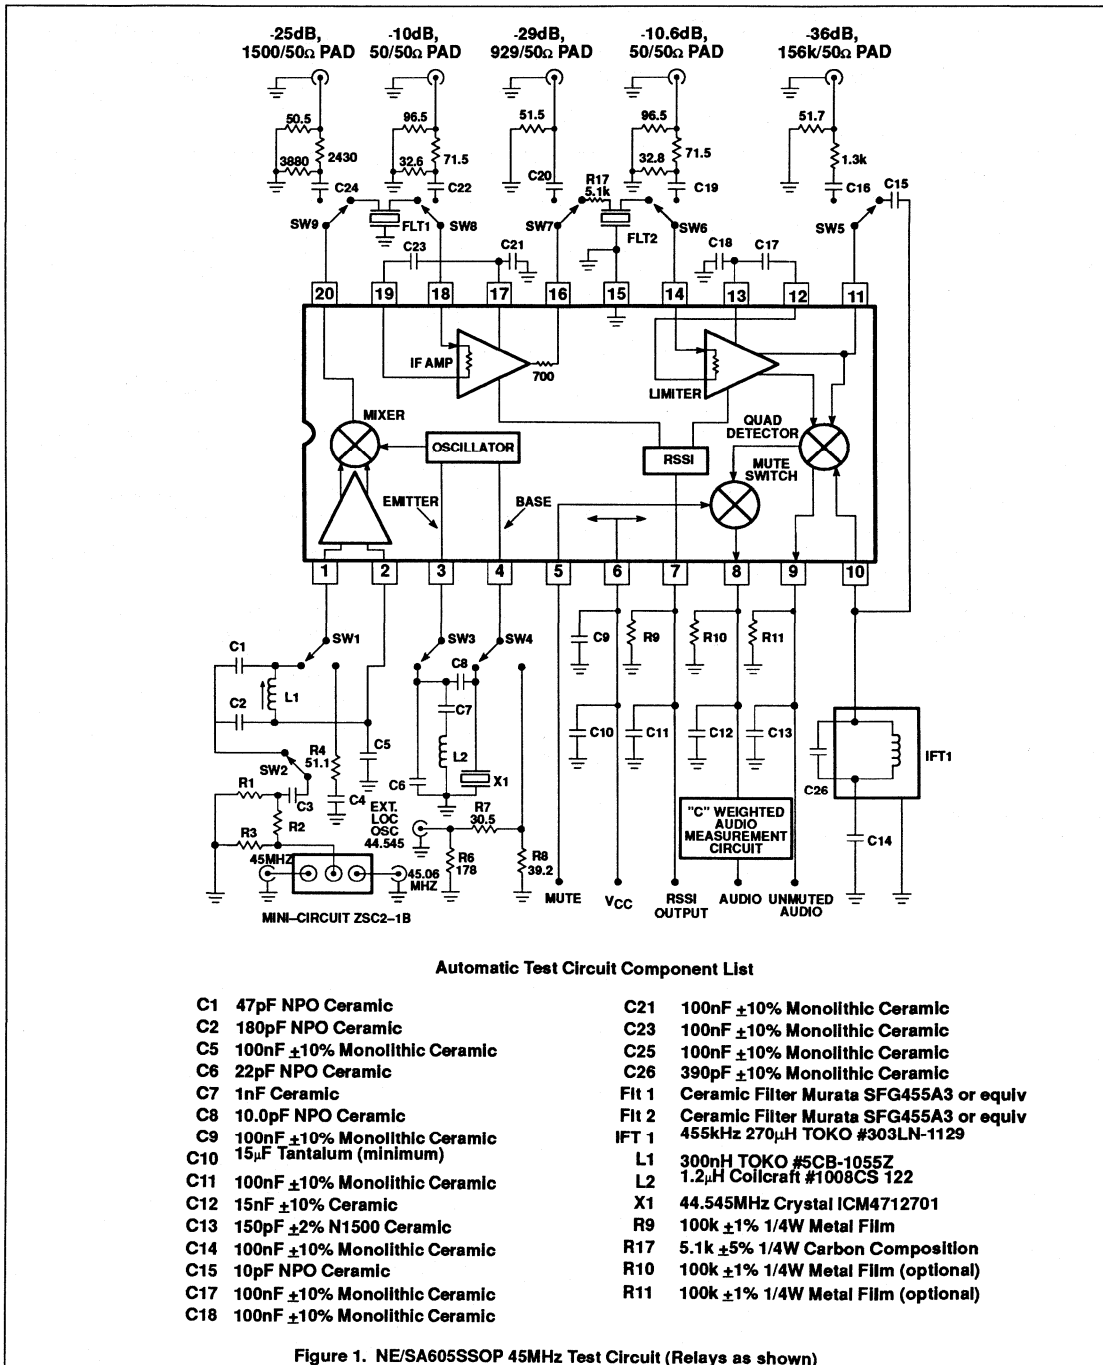 -25dB, -10dB, -29dB, -10.6dB, -36dB,
1500/50Ω PAD 50/50Ω PAD 929/50Ω PAD 50/50Ω PAD 156k/50Ω PAD
50.5 96.5 51.5 96.5 51.7
2430 71.5 71.5 1.3k
3880 32.6 32.8
C24 C22 C20 R17 5.1k C19 C16 C15
SW9 FLT1 SW8 SW7 FLT2 SW6 SW5
C23 C21 C18 C17
20 19 18 17 16 15 14 13 12 11
IF AMP 700 LIMITER
MIXER
OSCILLATOR
RSSI
QUAD
DETECTOR
MUTE
SWITCH
EMITTER BASE
1 2 3 4 5 6 7 8 9 10
SW1 SW3 SW4 C9 R9 R10 R11
C1 C8
L1 C7
C2
R4
51.1
C5 L2 C10 C11 C12 C13 IFT1
SW2 C6 X1 C26
R1 C3 C4
EXT.
LOC
OSC
44.545
R7
30.5
R2
R3
"C" WEIGHTED
AUDIO
MEASUREMENT
CIRCUIT
C14
45MHZ
45.06
MHZ
R6
178
R8
39.2
MUTE VCC RSSI
OUTPUT AUDIO UNMUTED
AUDIO
MINI–CIRCUIT ZSC2–1B
Automatic Test Circuit Component List
C1 47pF NPO Ceramic
C2 180pF NPO Ceramic
C5 100nF ±10% Monolithic Ceramic
C6 22pF NPO Ceramic
C7 1nF Ceramic
C8 10.0pF NPO Ceramic
C9 100nF ±10% Monolithic Ceramic
C10 15µF Tantalum (minimum)
C11 100nF ±10% Monolithic Ceramic
C12 15nF ±10% Ceramic
C13 150pF ±2% N1500 Ceramic
C14 100nF ±10% Monolithic Ceramic
C15 10pF NPO Ceramic
C17 100nF ±10% Monolithic Ceramic
C18 100nF ±10% Monolithic Ceramic
C21 100nF ±10% Monolithic Ceramic
C23 100nF ±10% Monolithic Ceramic
C25 100nF ±10% Monolithic Ceramic
C26 390pF ±10% Monolithic Ceramic
Flt 1 Ceramic Filter Murata SFG455A3 or equiv
Flt 2 Ceramic Filter Murata SFG455A3 or equiv
IFT 1 455kHz 270µH TOKO #303LN-1129
L1 300nH TOKO #5CB-1055Z
L2 1.2µH Coilcraft #1008CS 122
X1 44.545MHz Crystal ICM4712701
R9 100k ±1% 1/4W Metal Film
R17 5.1k ±5% 1/4W Carbon Composition
R10 100k ±1% 1/4W Metal Film (optional)
R11 100k ±1% 1/4W Metal Film (optional)
Figure 1. NE/SA605SSOP 45MHz Test Circuit (Relays as shown)